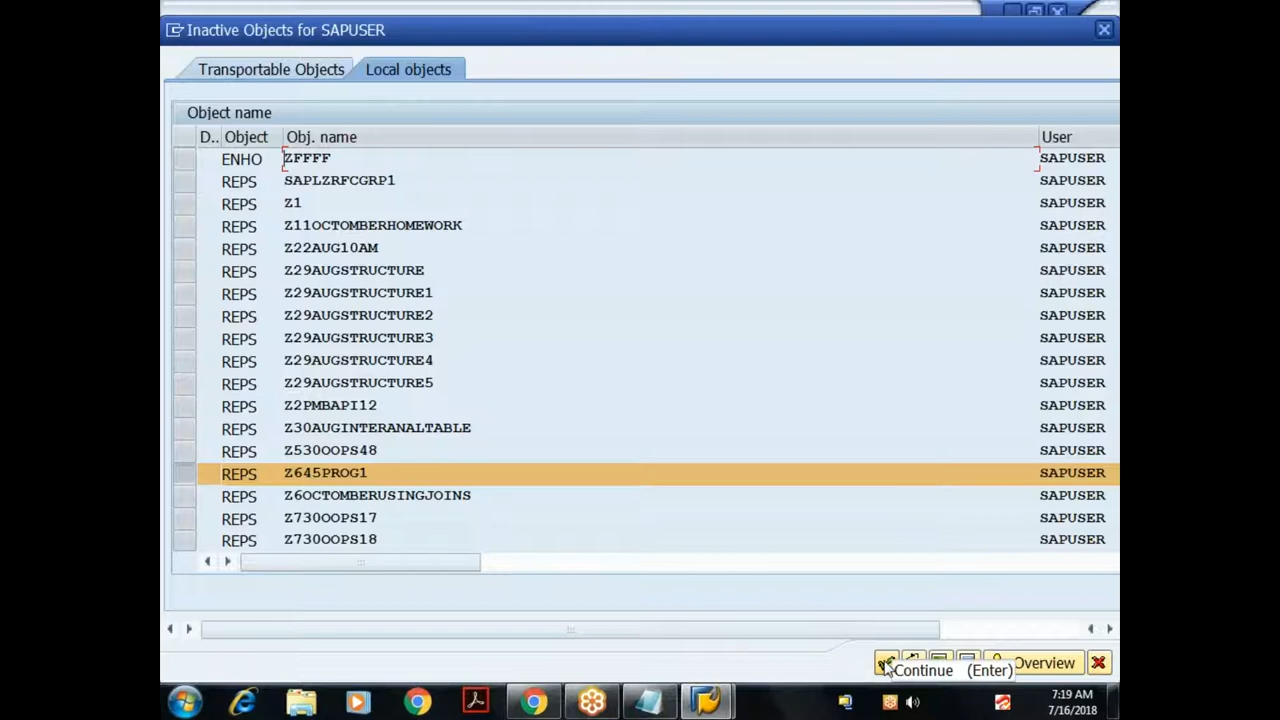 Inactive Objects for SAPUSER
Transportable Objects Local objects
Object name
D.. Object Obj. name User
ENHO ZFFFF SAPUSER
REPS SAPLZRFCGRP1 SAPUSER
REPS Z1 SAPUSER
REPS Z11OCTOMBERHOMEWORK SAPUSER
REPS Z22AUG10AM SAPUSER
REPS Z29AUGSTRUCTURE SAPUSER
REPS Z29AUGSTRUCTURE1 SAPUSER
REPS Z29AUGSTRUCTURE2 SAPUSER
REPS Z29AUGSTRUCTURE3 SAPUSER
REPS Z29AUGSTRUCTURE4 SAPUSER
REPS Z29AUGSTRUCTURE5 SAPUSER
REPS Z2PMBAPI12 SAPUSER
REPS Z30AUGINTERANALTABLE SAPUSER
REPS Z530OOPS48 SAPUSER
REPS Z645PROG1 SAPUSER
REPS Z6OCTOMBERUSINGJOINS SAPUSER
REPS Z730OOPS17 SAPUSER
REPS Z730OOPS18 SAPUSER
Continue (Enter) Overview
7:19 AM
7/16/2018